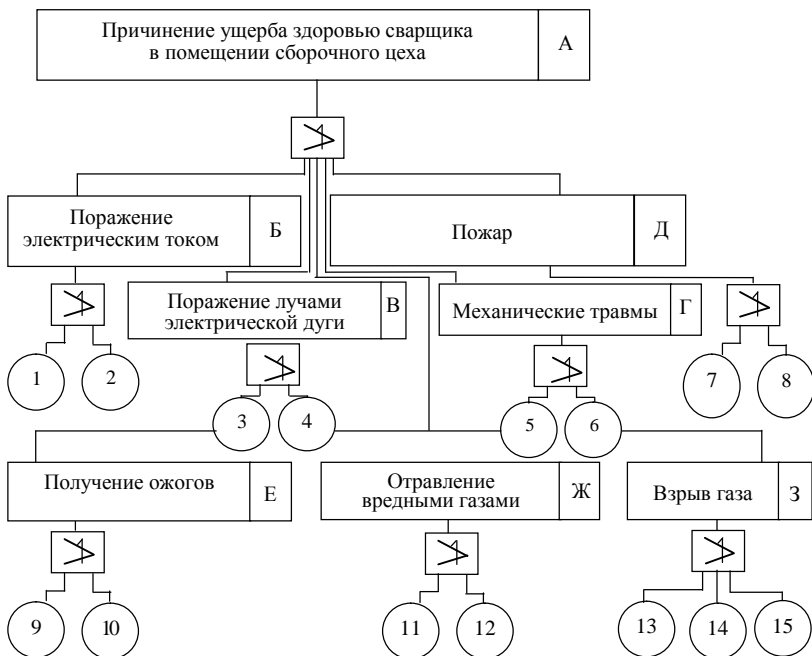 Причинение ущерба здоровью сварщика
в помещении сборочного цеха
А
Поражение
электрическим током
Б
Пожар
Д
Поражение лучами
электрической дуги
В
Механические травмы
Г
1
2
7
8
3
4
5
6
Получение ожогов
Е
Отравление
вредными газами
Ж
Взрыв газа
З
9
10
11
12
13
14
15